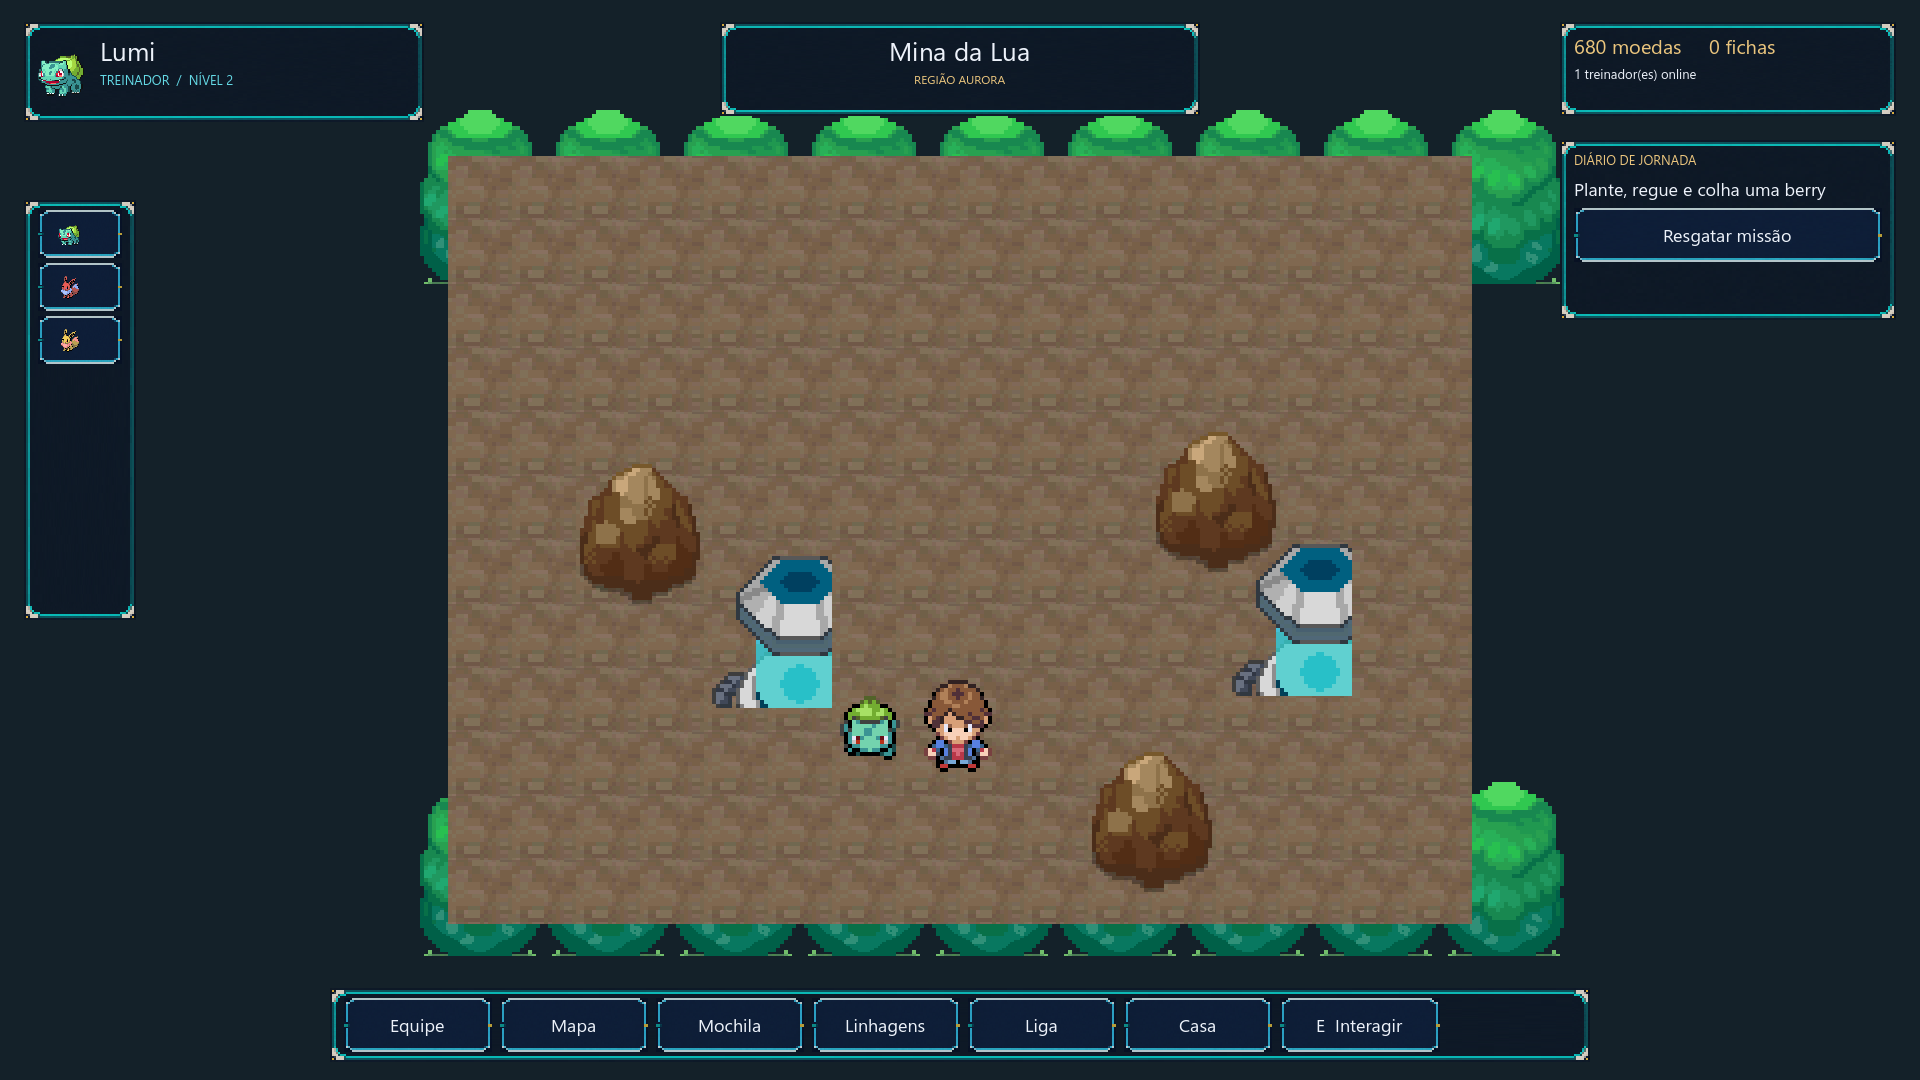 Lumi
TREINADOR / NÍVEL 2
Mina da Lua
REGIÃO AURORA
680 moedas 0 fichas
1 treinador(es) online
DIÁRIO DE JORNADA
Plante, regue e colha uma berry
Resgatar missão
Equipe
Mapa
Mochila
Linhagens
Liga
Casa
E Interagir